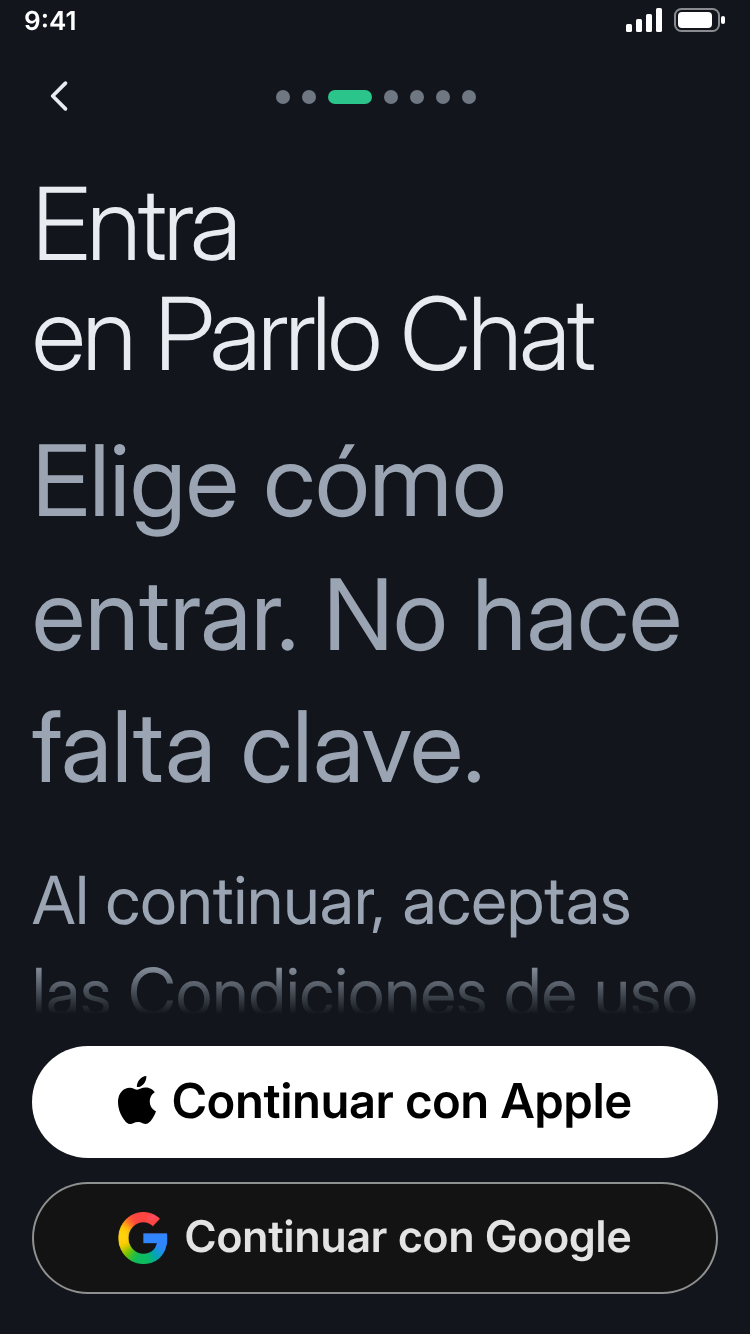 9:41
Entra
en Parrlo Chat
Elige cómo
entrar. No hace
falta clave.
Al continuar, aceptas
las Condiciones de uso
Continuar con Apple
Continuar con Google